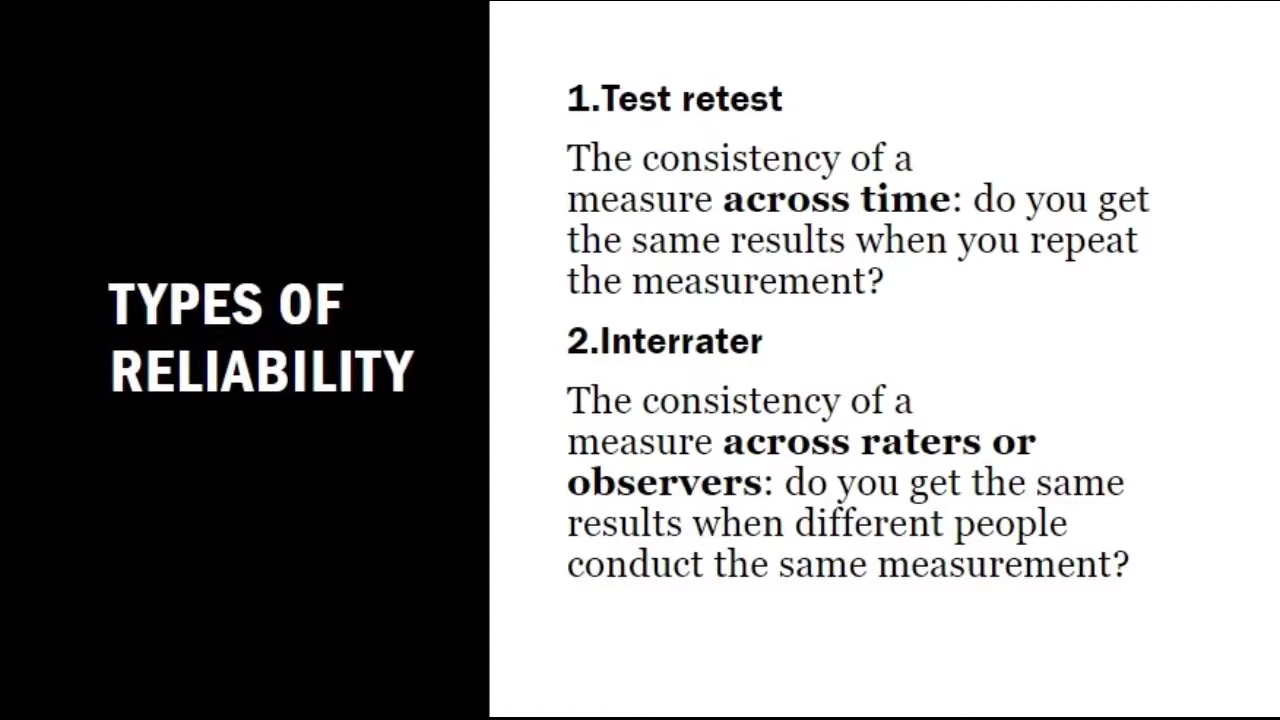 TYPES OF
RELIABILITY
1.Test retest
The consistency of a
measure across time: do you get
the same results when you repeat
the measurement?
2.Interrater
The consistency of a
measure across raters or
observers: do you get the same
results when different people
conduct the same measurement?